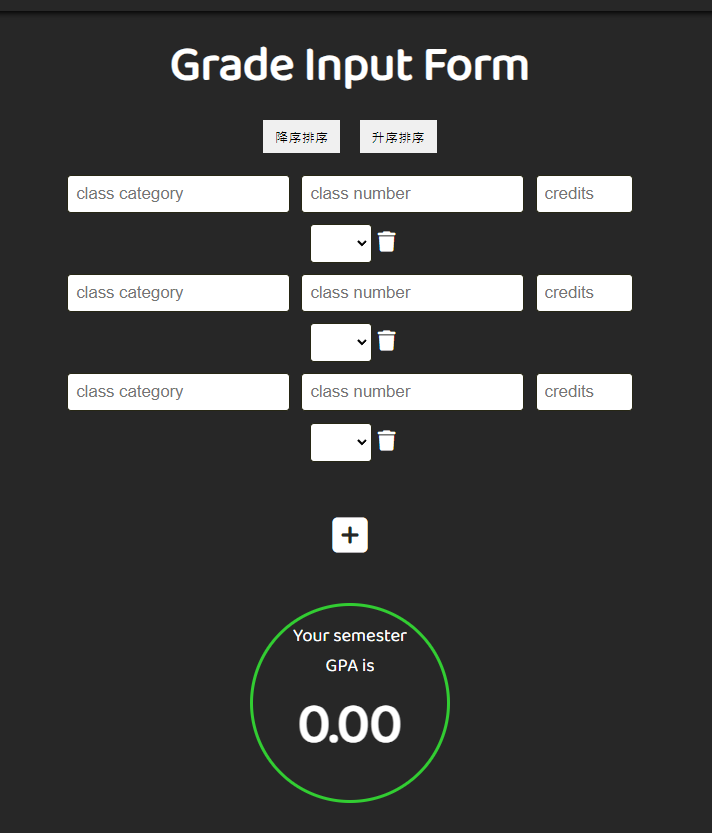 Grade Input Form
降序排序 升序排序
class category class number credits
class category class number credits
class category class number credits
Your semester
GPA is
0.00